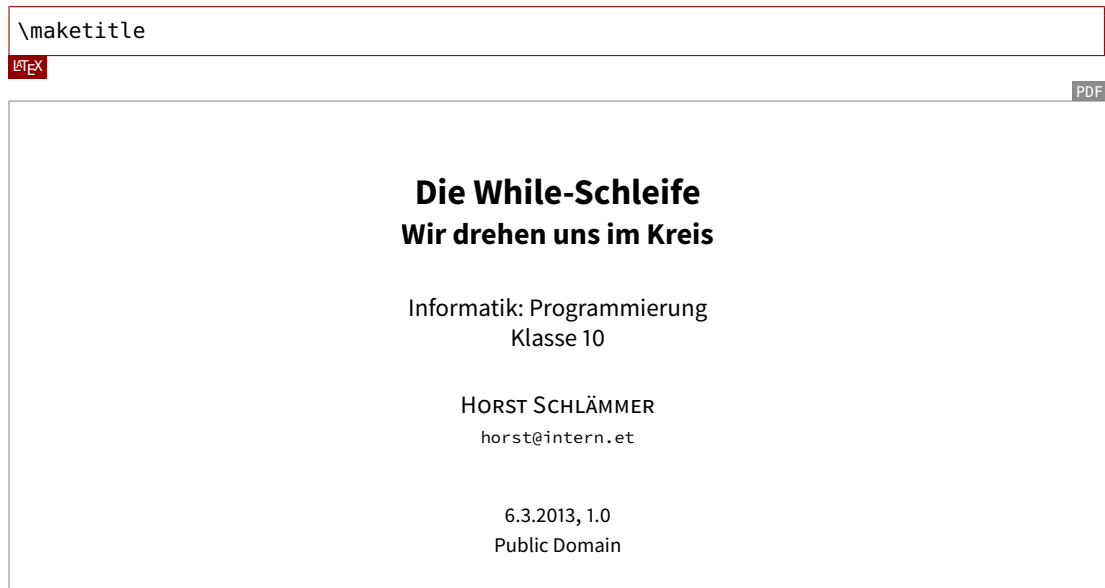 \maketitle
LATEX
PDF
Die While-Schleife
Wir drehen uns im Kreis
Informatik: Programmierung
Klasse 10
HORST SCHLÄMMER
horst@intern.et
6.3.2013, 1.0
Public Domain